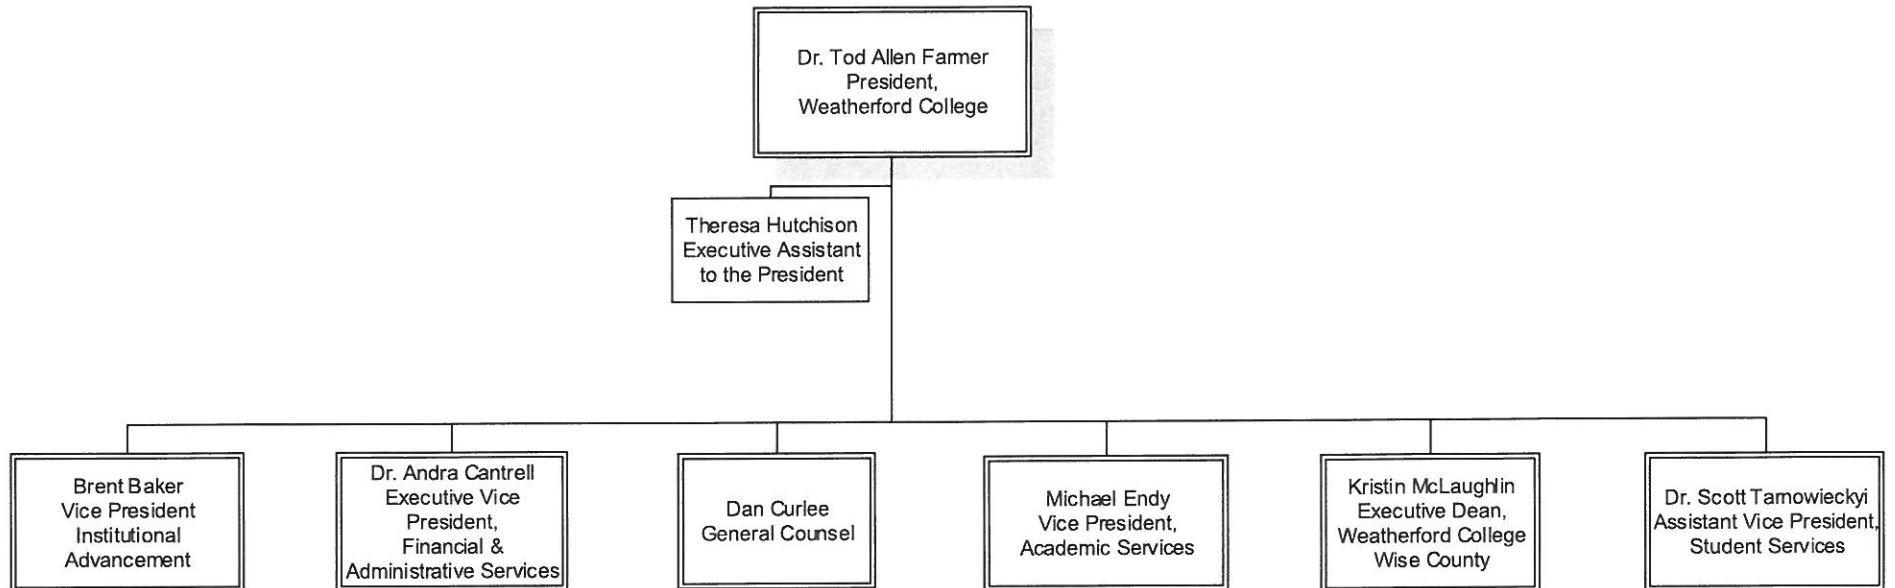 Dr. Tod Allen Farmer
President,
Weatherford College
Theresa Hutchison
Executive Assistant
to the President
Brent Baker
Vice President
Institutional
Advancement
Dr. Andra Cantrell
Executive Vice
President,
Financial &
Administrative Services
Dan Curlee
General Counsel
Michael Endy
Vice President,
Academic Services
Kristin McLaughlin
Executive Dean,
Weatherford College
Wise County
Dr. Scott Tarnowieckyi
Assistant Vice President,
Student Services